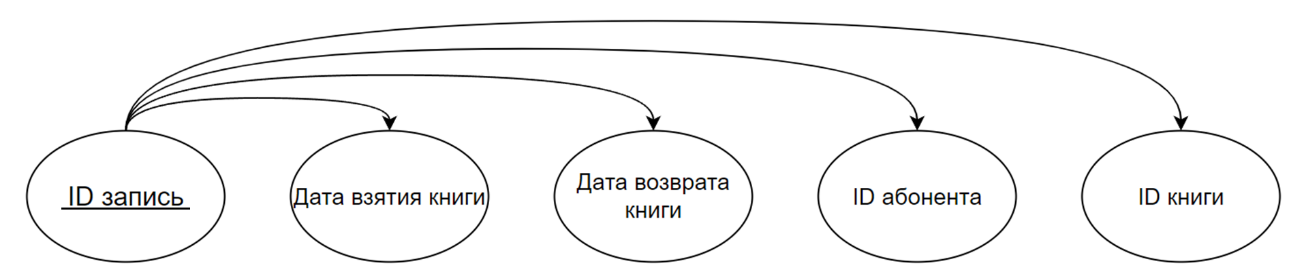 ID запись
Дата взятия книги
Дата возврата
книги
ID абонента
ID книги